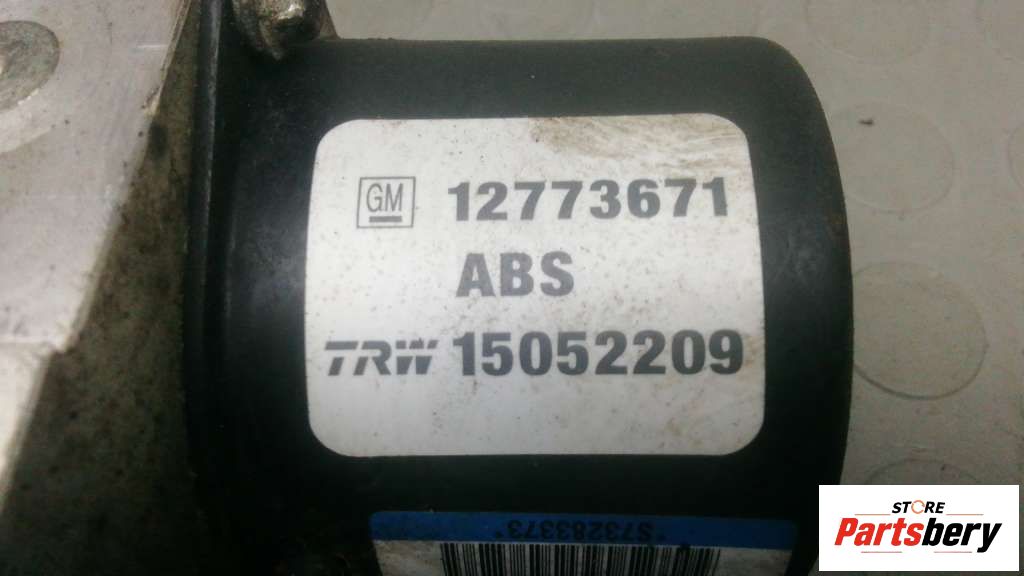 GM 12773671
ABS
TRW 15052209
*S73283373*
STORE
Partsbery